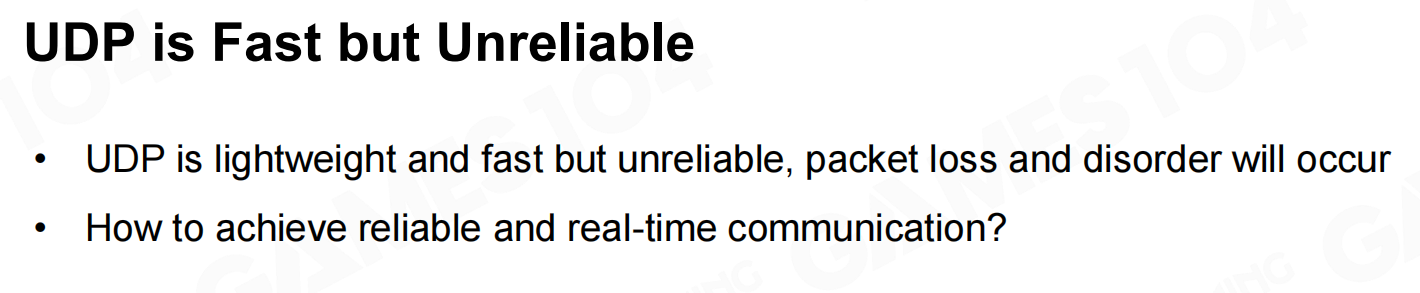 UDP is Fast but Unreliable
• UDP is lightweight and fast but unreliable, packet loss and disorder will occur
• How to achieve reliable and real-time communication?